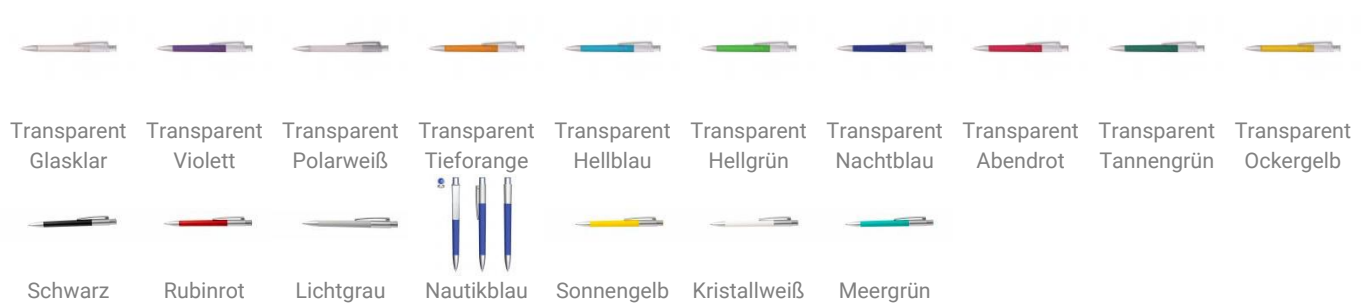 Transparent Transparent Transparent Transparent Transparent Transparent Transparent Transparent Transparent Transparent
Glasklar Violett Polarweiß Tieforange Hellblau Hellgrün Nachtblau Abendrot Tannengrün Ockergelb
Schwarz Rubinrot Lichtgrau Nautikblau Sonnengelb Kristallweiß Meergrün